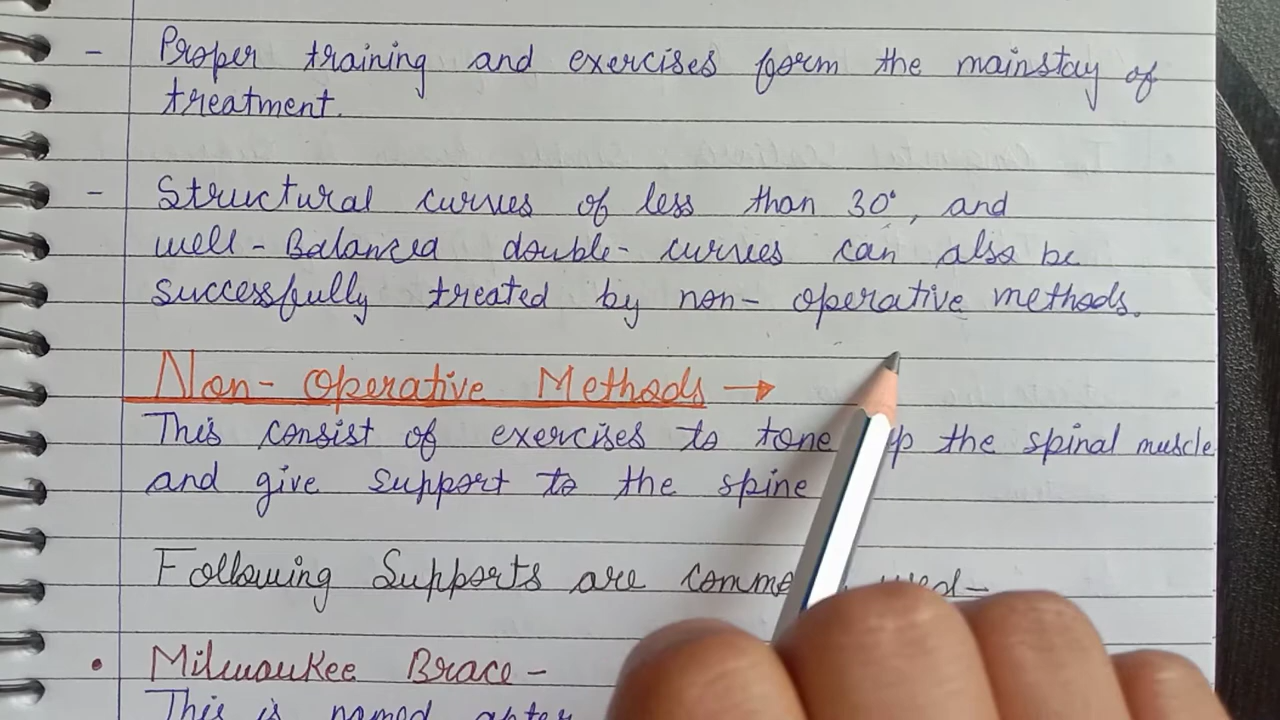 - Proper training and exercises form the mainstay of
treatment.
- Structural curves of less than 30°, and
well-Balanced double-curves can also be
successfully treated by non-operative methods.
Non-Operative Methods →
This consist of exercises to tone up the spinal muscle
and give support to the spine
Following Supports are used-
• Milwaukee Brace-
This is named after